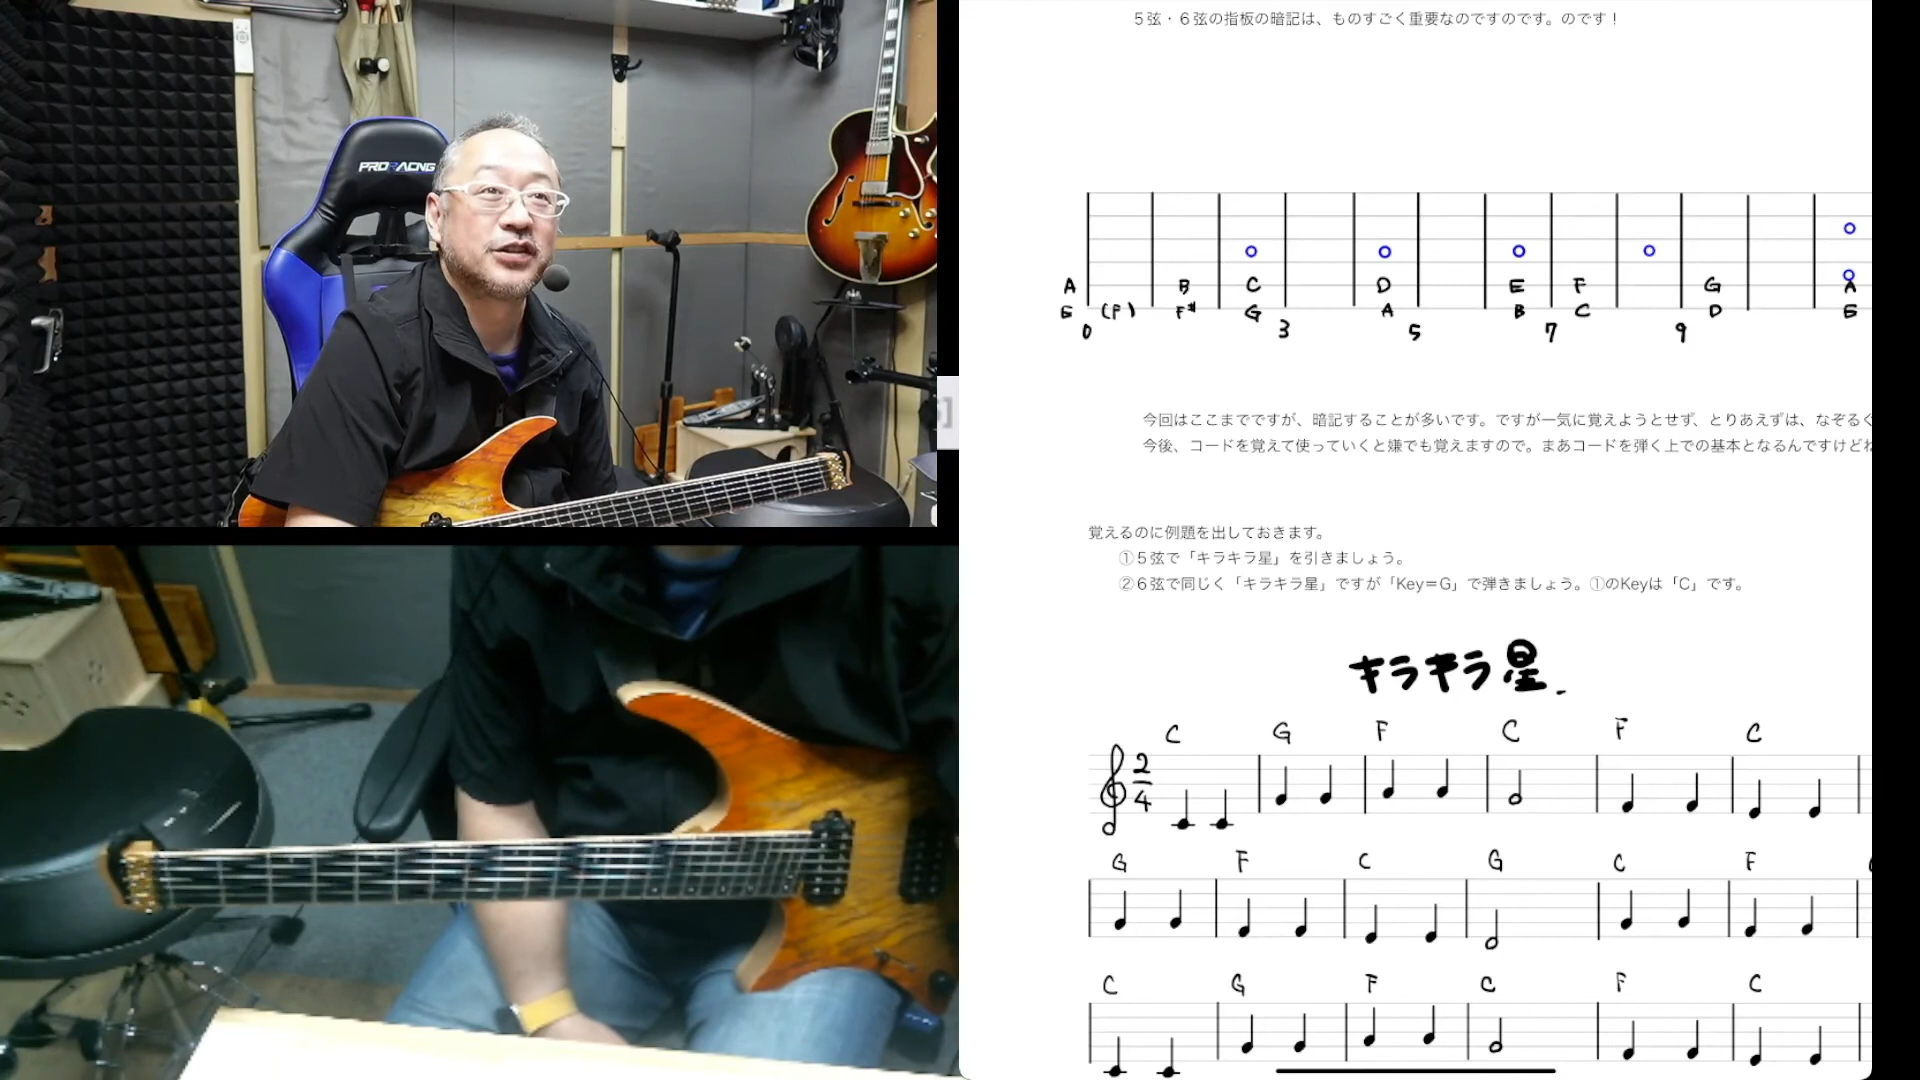 PRORACNG
５弦・６弦の指板の暗記は、ものすごく重要なのですのです。のです！
A B C D E F G A
E (F) F# G A B C D E
0 3 5 7 9
今回はここまでですが、暗記することが多いです。ですが一気に覚えようとせず、とりあえずは、なぞるぐ
今後、コードを覚えて使っていくと嫌でも覚えますので。まあコードを弾く上での基本となるんですけどね
覚えるのに例題を出しておきます。
①５弦で「キラキラ星」を引きましょう。
②６弦で同じく「キラキラ星」ですが「Key＝G」で弾きましょう。①のKeyは「C」です。
キラキラ星.
C G F C F C
2
4
G F C G C F
C G F C F C